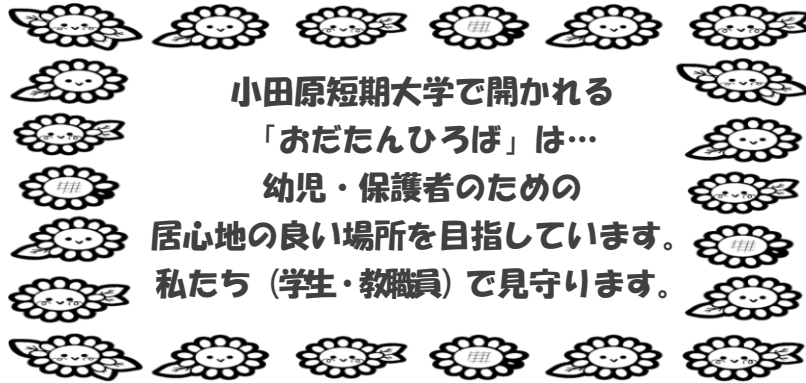 小田原短期大学で開かれる
「おだたんひろば」は…
幼児・保護者のための
居心地の良い場所を目指しています。
私たち（学生・教職員）で見守ります。